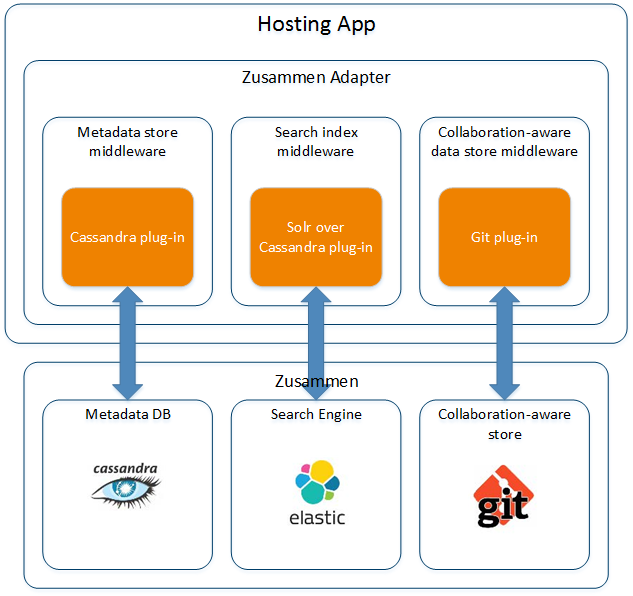 Hosting App
Zusammen Adapter
Metadata store
middleware
Search index
middleware
Collaboration-aware
data store middleware
Cassandra plug-in
Solr over
Cassandra plug-in
Git plug-in
Zusammen
Metadata DB
Search Engine
Collaboration-aware
store
cassandra
elastic
git